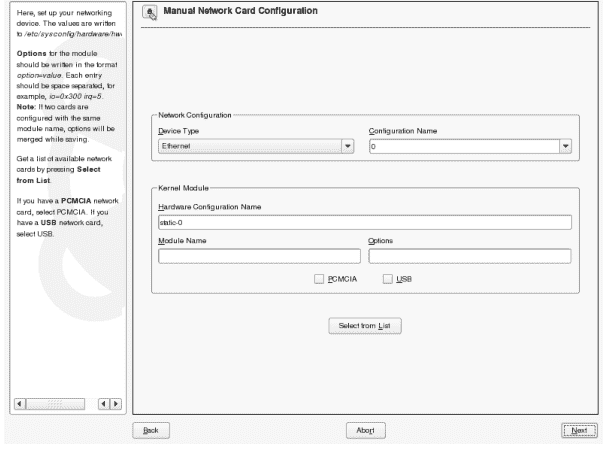 Here, set up your networking
device. The values are written
to /etc/sysconfig/hardware/hw
Options for the module
should be written in the format
option=value. Each entry
should be space separated, for
example, io=0x300 irq=5.
Note: If two cards are
configured with the same
module name, options will be
merged while saving.
Get a list of available network
cards by pressing Select
from List.
If you have a PCMCIA network
card, select PCMCIA. If you
have a USB network card,
select USB.
Manual Network Card Configuration
Network Configuration
Device Type
Configuration Name
Ethernet
0
Kernel Module
Hardware Configuration Name
static-0
Module Name
Options
PCMCIA
USB
Select from List
Back
Abort
Next